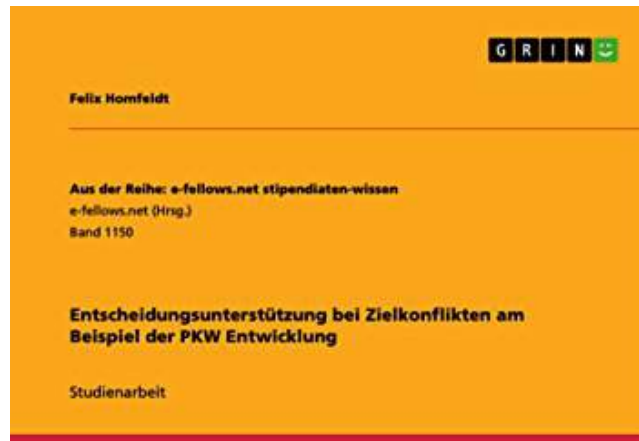 GRIN
Felix Homfeldt
Aus der Reihe: e-fellows.net stipendiaten-wissen
e-fellows.net (Hrsg.)
Band 1150
Entscheidungsunterstützung bei Zielkonflikten am
Beispiel der PKW Entwicklung
Studienarbeit